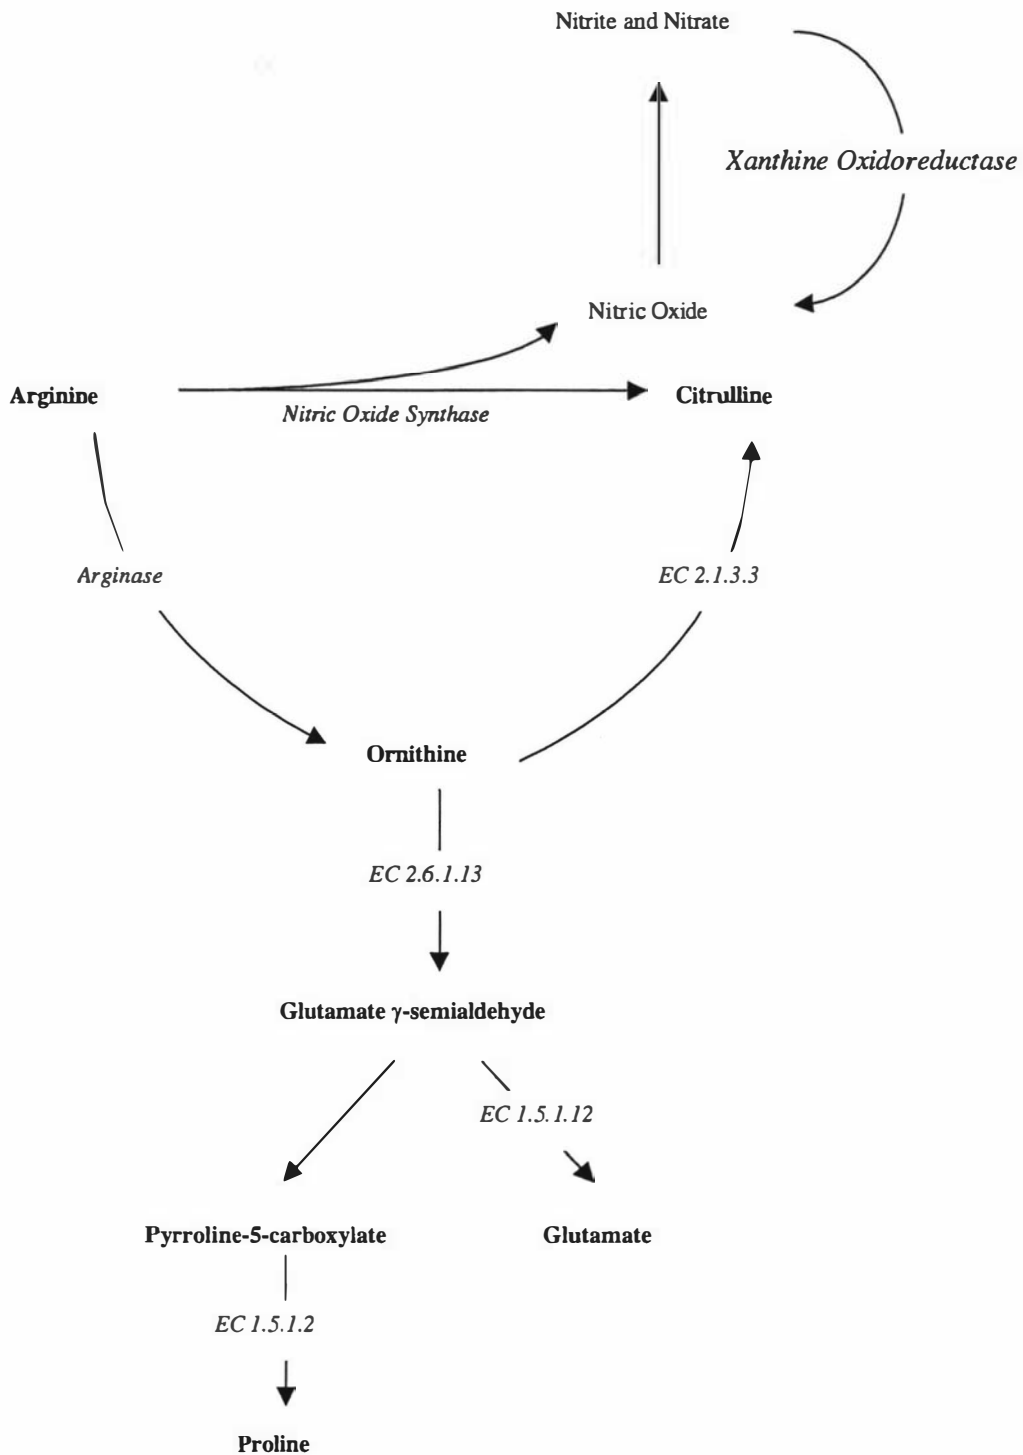 Nitrite and Nitrate
Xanthine Oxidoreductase
Nitric Oxide
Arginine
Citrulline
Nitric Oxide Synthase
Arginase
EC 2.1.3.3
Ornithine
EC 2.6.1.13
Glutamate γ-semialdehyde
EC 1.5.1.12
Pyrroline-5-carboxylate
Glutamate
EC 1.5.1.2
Proline